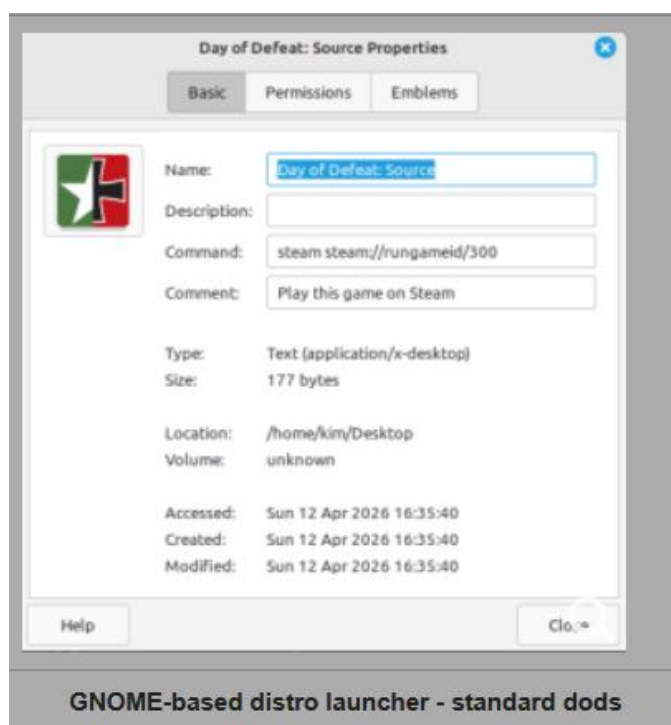 Day of Defeat: Source Properties
Basic Permissions Emblems
Name: Day of Defeat: Source
Description:
Command: steam steam://rungameid/300
Comment: Play this game on Steam
Type: Text (application/x-desktop)
Size: 177 bytes
Location: /home/kim/Desktop
Volume: unknown
Accessed: Sun 12 Apr 2026 16:35:40
Created: Sun 12 Apr 2026 16:35:40
Modified: Sun 12 Apr 2026 16:35:40
Help Close
GNOME-based distro launcher - standard dods